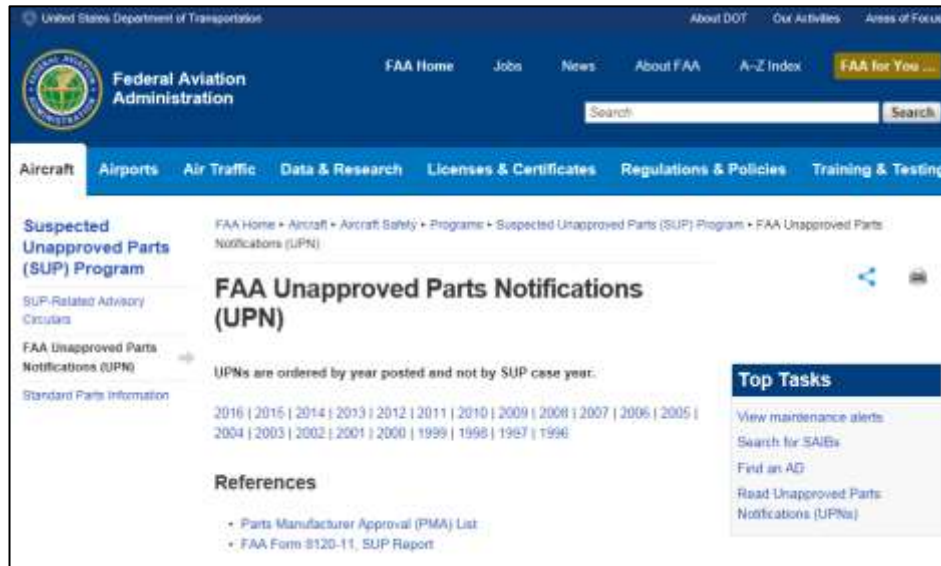 United States Department of Transportation About DOT Our Activities Areas of Focus
FAA Home Jobs News About FAA A-Z Index FAA for You ...
Federal Aviation
Administration
Search Search
Aircraft Airports Air Traffic Data & Research Licenses & Certificates Regulations & Policies Training & Testing
Suspected
Unapproved Parts
(SUP) Program
SUP-Related Advisory
Circulars
FAA Unapproved Parts
Notifications (UPN)
Standard Parts Information
FAA Home ▸ Aircraft ▸ Aircraft Safety ▸ Programs ▸ Suspected Unapproved Parts (SUP) Program ▸ FAA Unapproved Parts
Notifications (UPN)
FAA Unapproved Parts Notifications
(UPN)
UPNs are ordered by year posted and not by SUP case year.
2016 | 2015 | 2014 | 2013 | 2012 | 2011 | 2010 | 2009 | 2008 | 2007 | 2006 | 2005 |
2004 | 2003 | 2002 | 2001 | 2000 | 1999 | 1998 | 1997 | 1996
References
• Parts Manufacturer Approval (PMA) List
• FAA Form 8120-11, SUP Report
Top Tasks
View maintenance alerts
Search for SAIBs
Find an AD
Read Unapproved Parts
Notifications (UPNs)